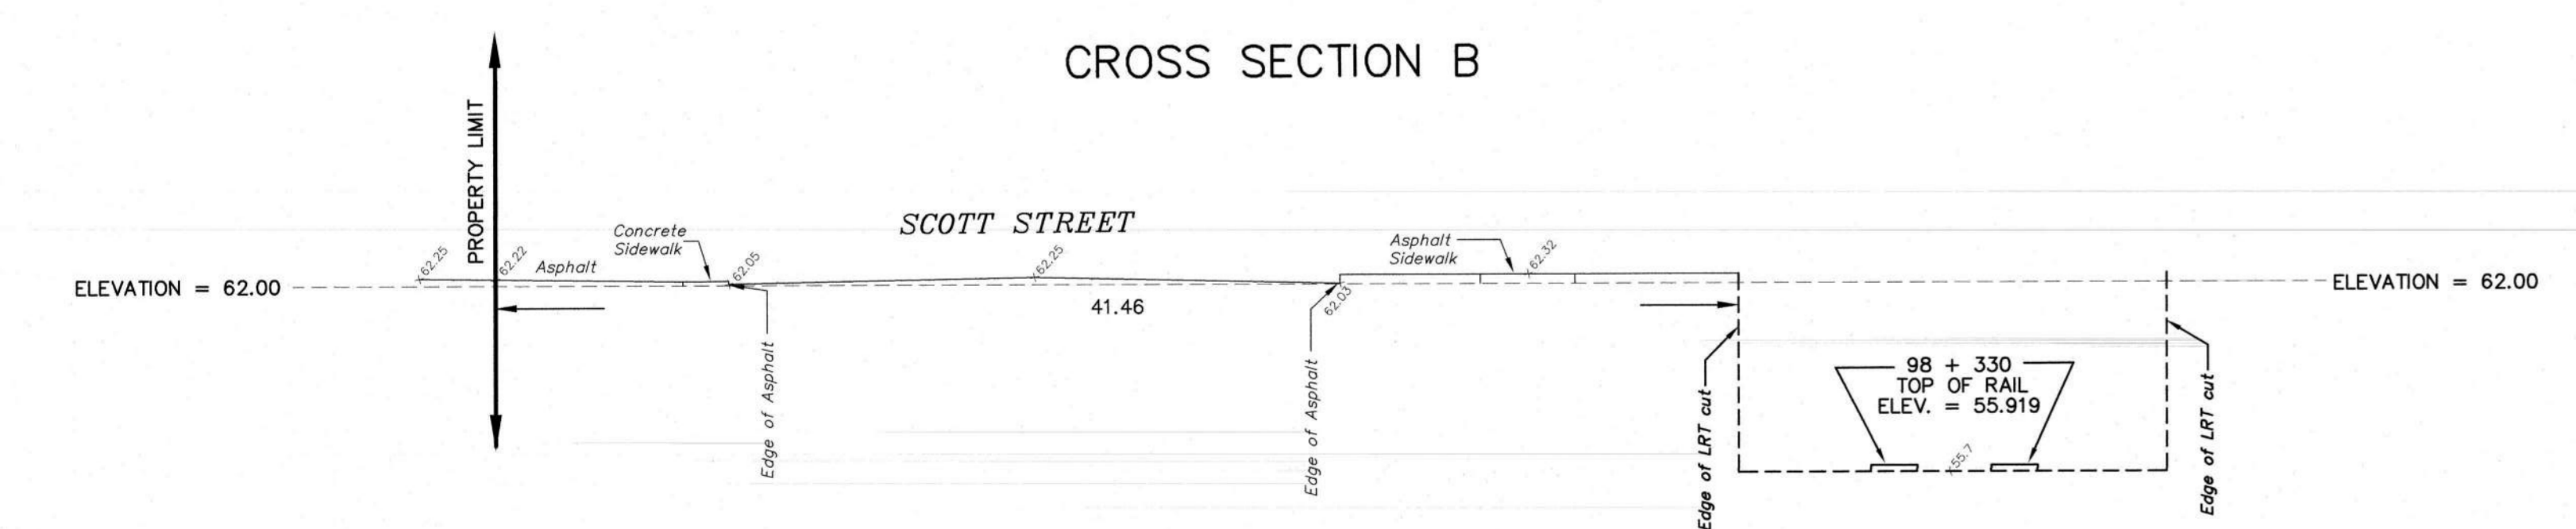 CROSS SECTION B
PROPERTY LIMIT
SCOTT STREET
Concrete
Sidewalk
Asphalt
Asphalt
Sidewalk
x62.25
62.22
62.05
x62.25
62.03
x62.32
ELEVATION = 62.00
ELEVATION = 62.00
41.46
Edge of Asphalt
Edge of Asphalt
Edge of LRT cut
98 + 330
TOP OF RAIL
ELEV. = 55.919
x55.7
Edge of LRT cut